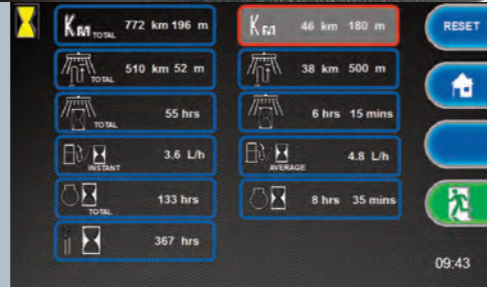 KM TOTAL 772 km 196 m
KM 46 km 180 m
RESET
TOTAL 510 km 52 m
38 km 500 m
TOTAL 55 hrs
6 hrs 15 mins
INSTANT 3.6 L/h
AVERAGE 4.8 L/h
TOTAL 133 hrs
8 hrs 35 mins
367 hrs
09:43